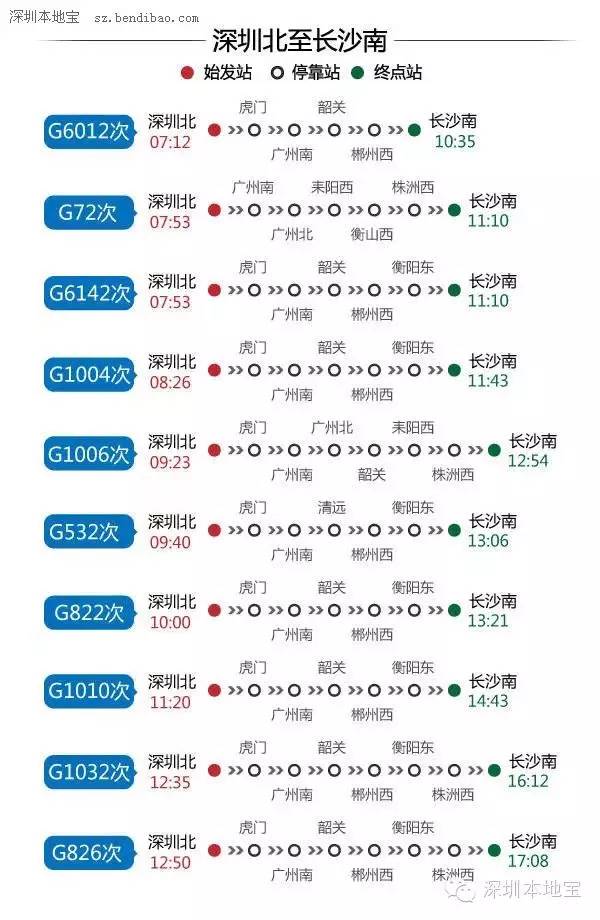 深圳本地宝 sz.bendibao.com
深圳北至长沙南
始发站 停靠站 终点站
虎门 韶关
G6012次 深圳北 长沙南
07:12 10:35
广州南 郴州西
广州南 耒阳西 株洲西
G72次 深圳北 长沙南
07:53 11:10
广州北 衡山西
虎门 韶关 衡阳东
G6142次 深圳北 长沙南
07:53 11:10
广州南 郴州西
虎门 韶关 衡阳东
G1004次 深圳北 长沙南
08:26 11:43
广州南 郴州西
虎门 广州北 耒阳西
G1006次 深圳北 长沙南
09:23 12:54
广州南 韶关 株洲西
虎门 清远 衡阳东
G532次 深圳北 长沙南
09:40 13:06
广州南 郴州西
虎门 韶关 衡阳东
G822次 深圳北 长沙南
10:00 13:21
广州南 郴州西
虎门 韶关 衡阳东
G1010次 深圳北 长沙南
11:20 14:43
广州南 郴州西
虎门 韶关 衡阳东
G1032次 深圳北 长沙南
12:35 16:12
广州南 郴州西 株洲西
虎门 韶关 衡阳东
G826次 深圳北 长沙南
12:50 17:08
广州南 郴州西 株洲西
深圳本地宝